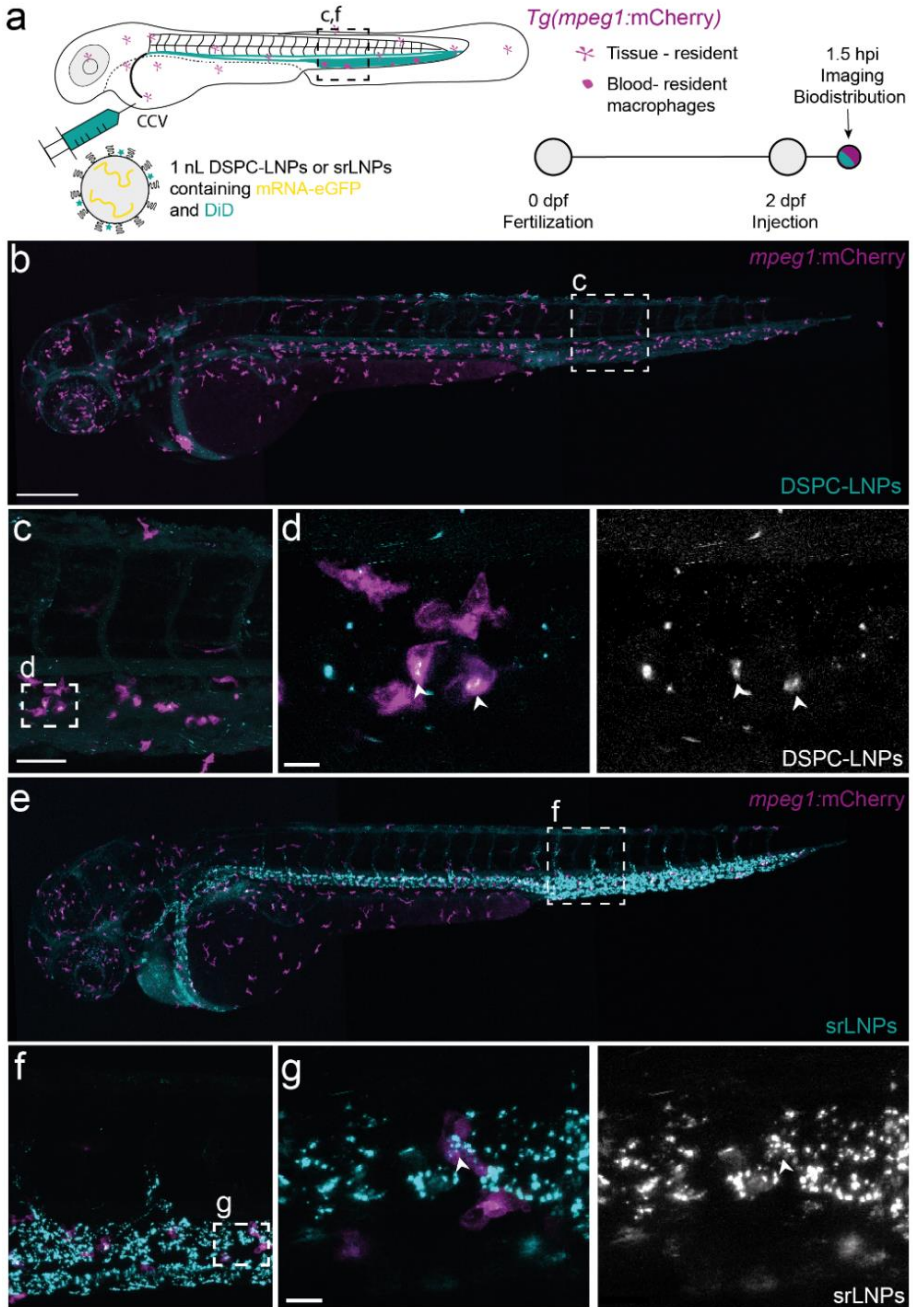 a
c,f
Tg(mpeg1:mCherry)
Tissue - resident
Blood- resident
macrophages
1.5 hpi
Imaging
Biodistribution
CCV
1 nL DSPC-LNPs or srLNPs
containing mRNA-eGFP
and DiD
0 dpf
Fertilization
2 dpf
Injection
b
mpeg1:mCherry
c
DSPC-LNPs
c
d
d
DSPC-LNPs
e
mpeg1:mCherry
f
srLNPs
f
g
g
srLNPs